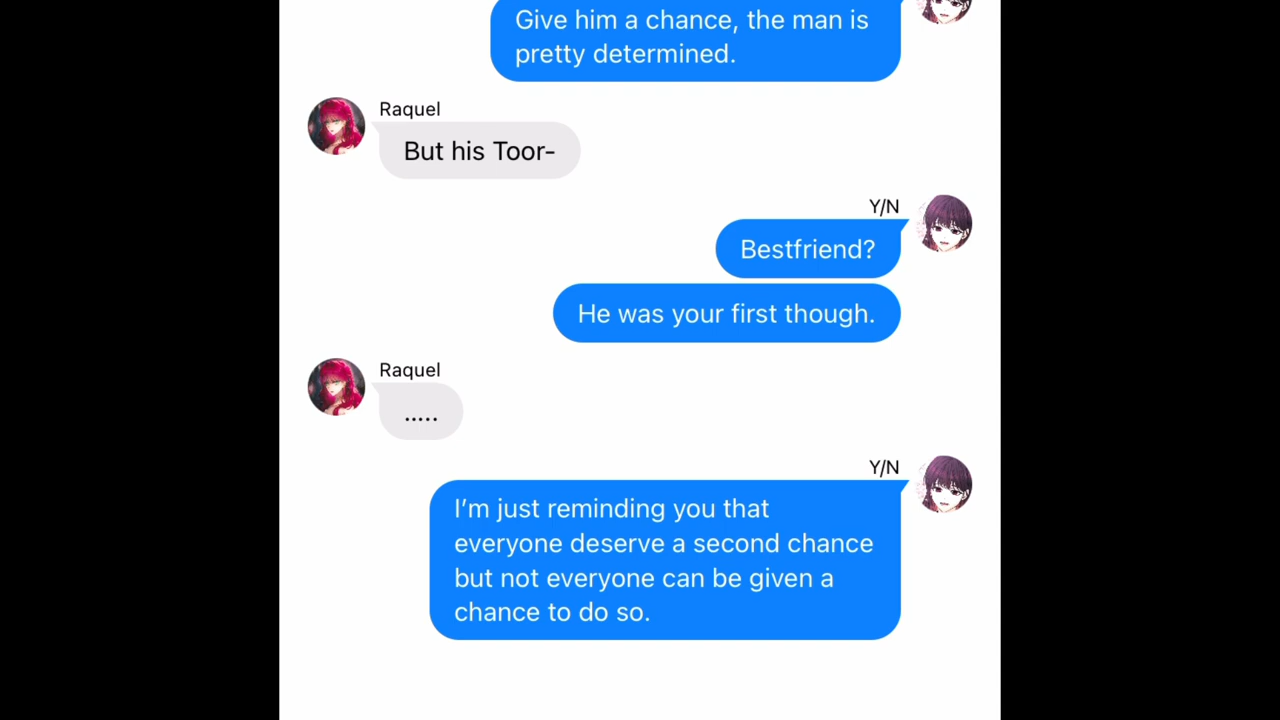 Give him a chance, the man is
pretty determined.
Raquel
But his Toor-
Y/N
Bestfriend?
He was your first though.
Raquel
.....
Y/N
I’m just reminding you that
everyone deserve a second chance
but not everyone can be given a
chance to do so.